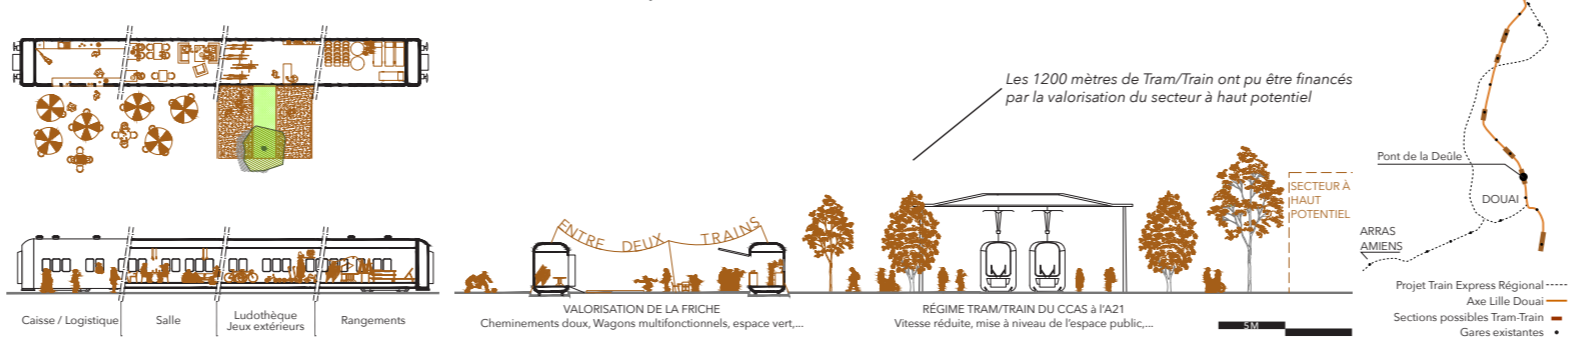 Les 1200 mètres de Tram/Train ont pu être financés
par la valorisation du secteur à haut potentiel
ENTRE DEUX TRAINS
SECTEUR À
HAUT
POTENTIEL
Caisse / Logistique
Salle
Ludothèque
Jeux extérieurs
Rangements
VALORISATION DE LA FRICHE
Cheminements doux, Wagons multifonctionnels, espace vert,...
RÉGIME TRAM/TRAIN DU CCAS à l'A21
Vitesse réduite, mise à niveau de l'espace public,...
5M
Pont de la Deûle
DOUAI
ARRAS
AMIENS
Projet Train Express Régional
Axe Lille Douai
Sections possibles Tram-Train
Gares existantes